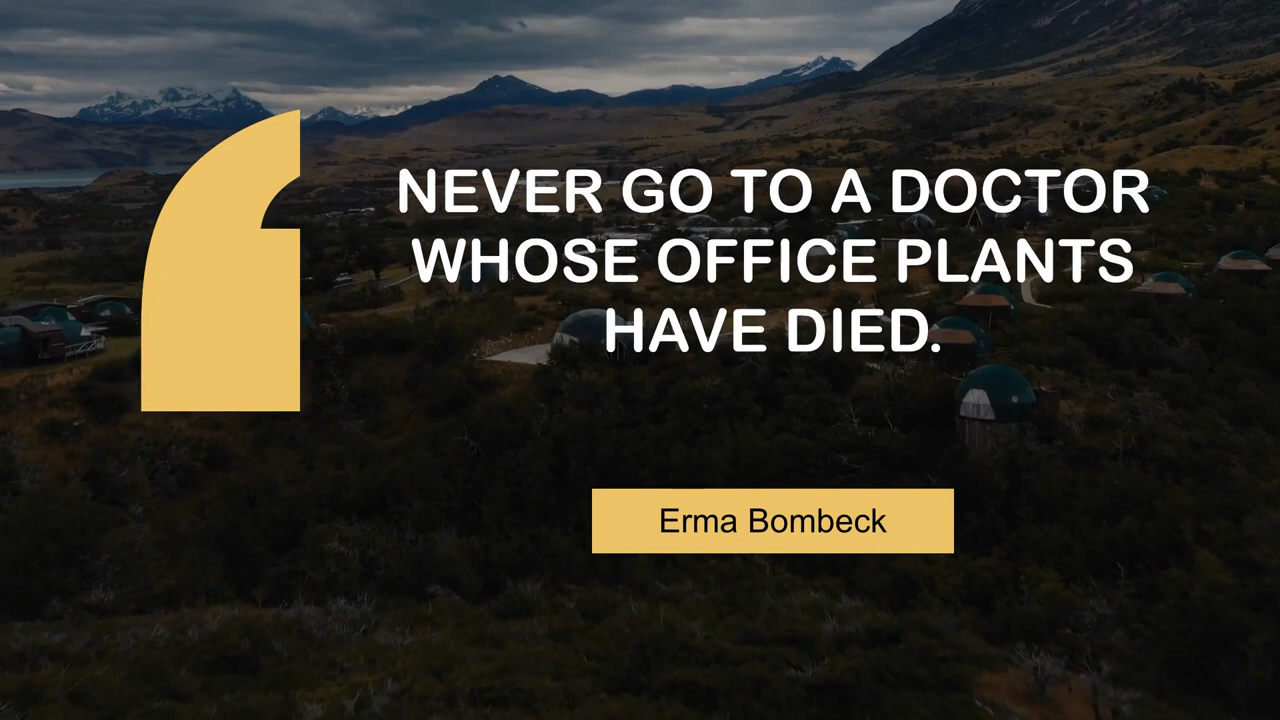 NEVER GO TO A DOCTOR
WHOSE OFFICE PLANTS
HAVE DIED.
Erma Bombeck